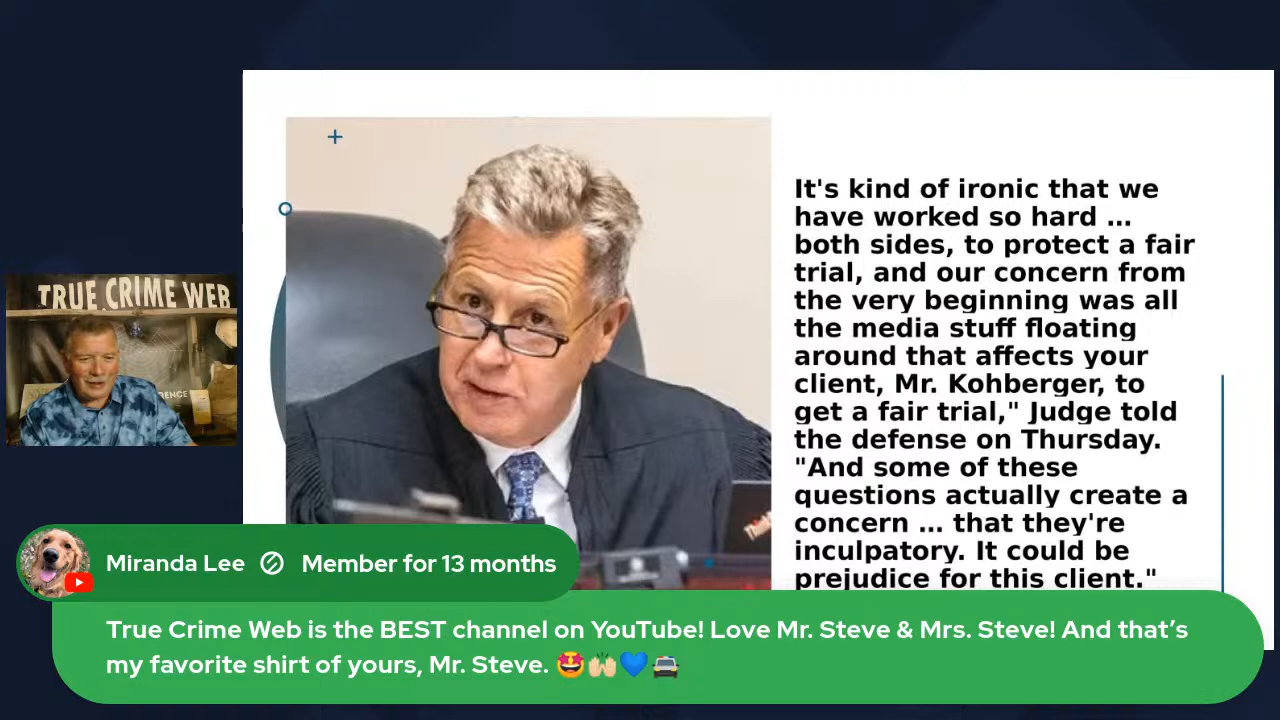 TRUE CRIME WEB
It's kind of ironic that we
have worked so hard ...
both sides, to protect a fair
trial, and our concern from
the very beginning was all
the media stuff floating
around that affects your
client, Mr. Kohberger, to
get a fair trial," Judge told
the defense on Thursday.
"And some of these
questions actually create a
concern ... that they're
inculpatory. It could be
prejudice for this client."
Miranda Lee Member for 13 months
True Crime Web is the BEST channel on YouTube! Love Mr. Steve & Mrs. Steve! And that’s
my favorite shirt of yours, Mr. Steve. 🤩🙌🏼💙🚔